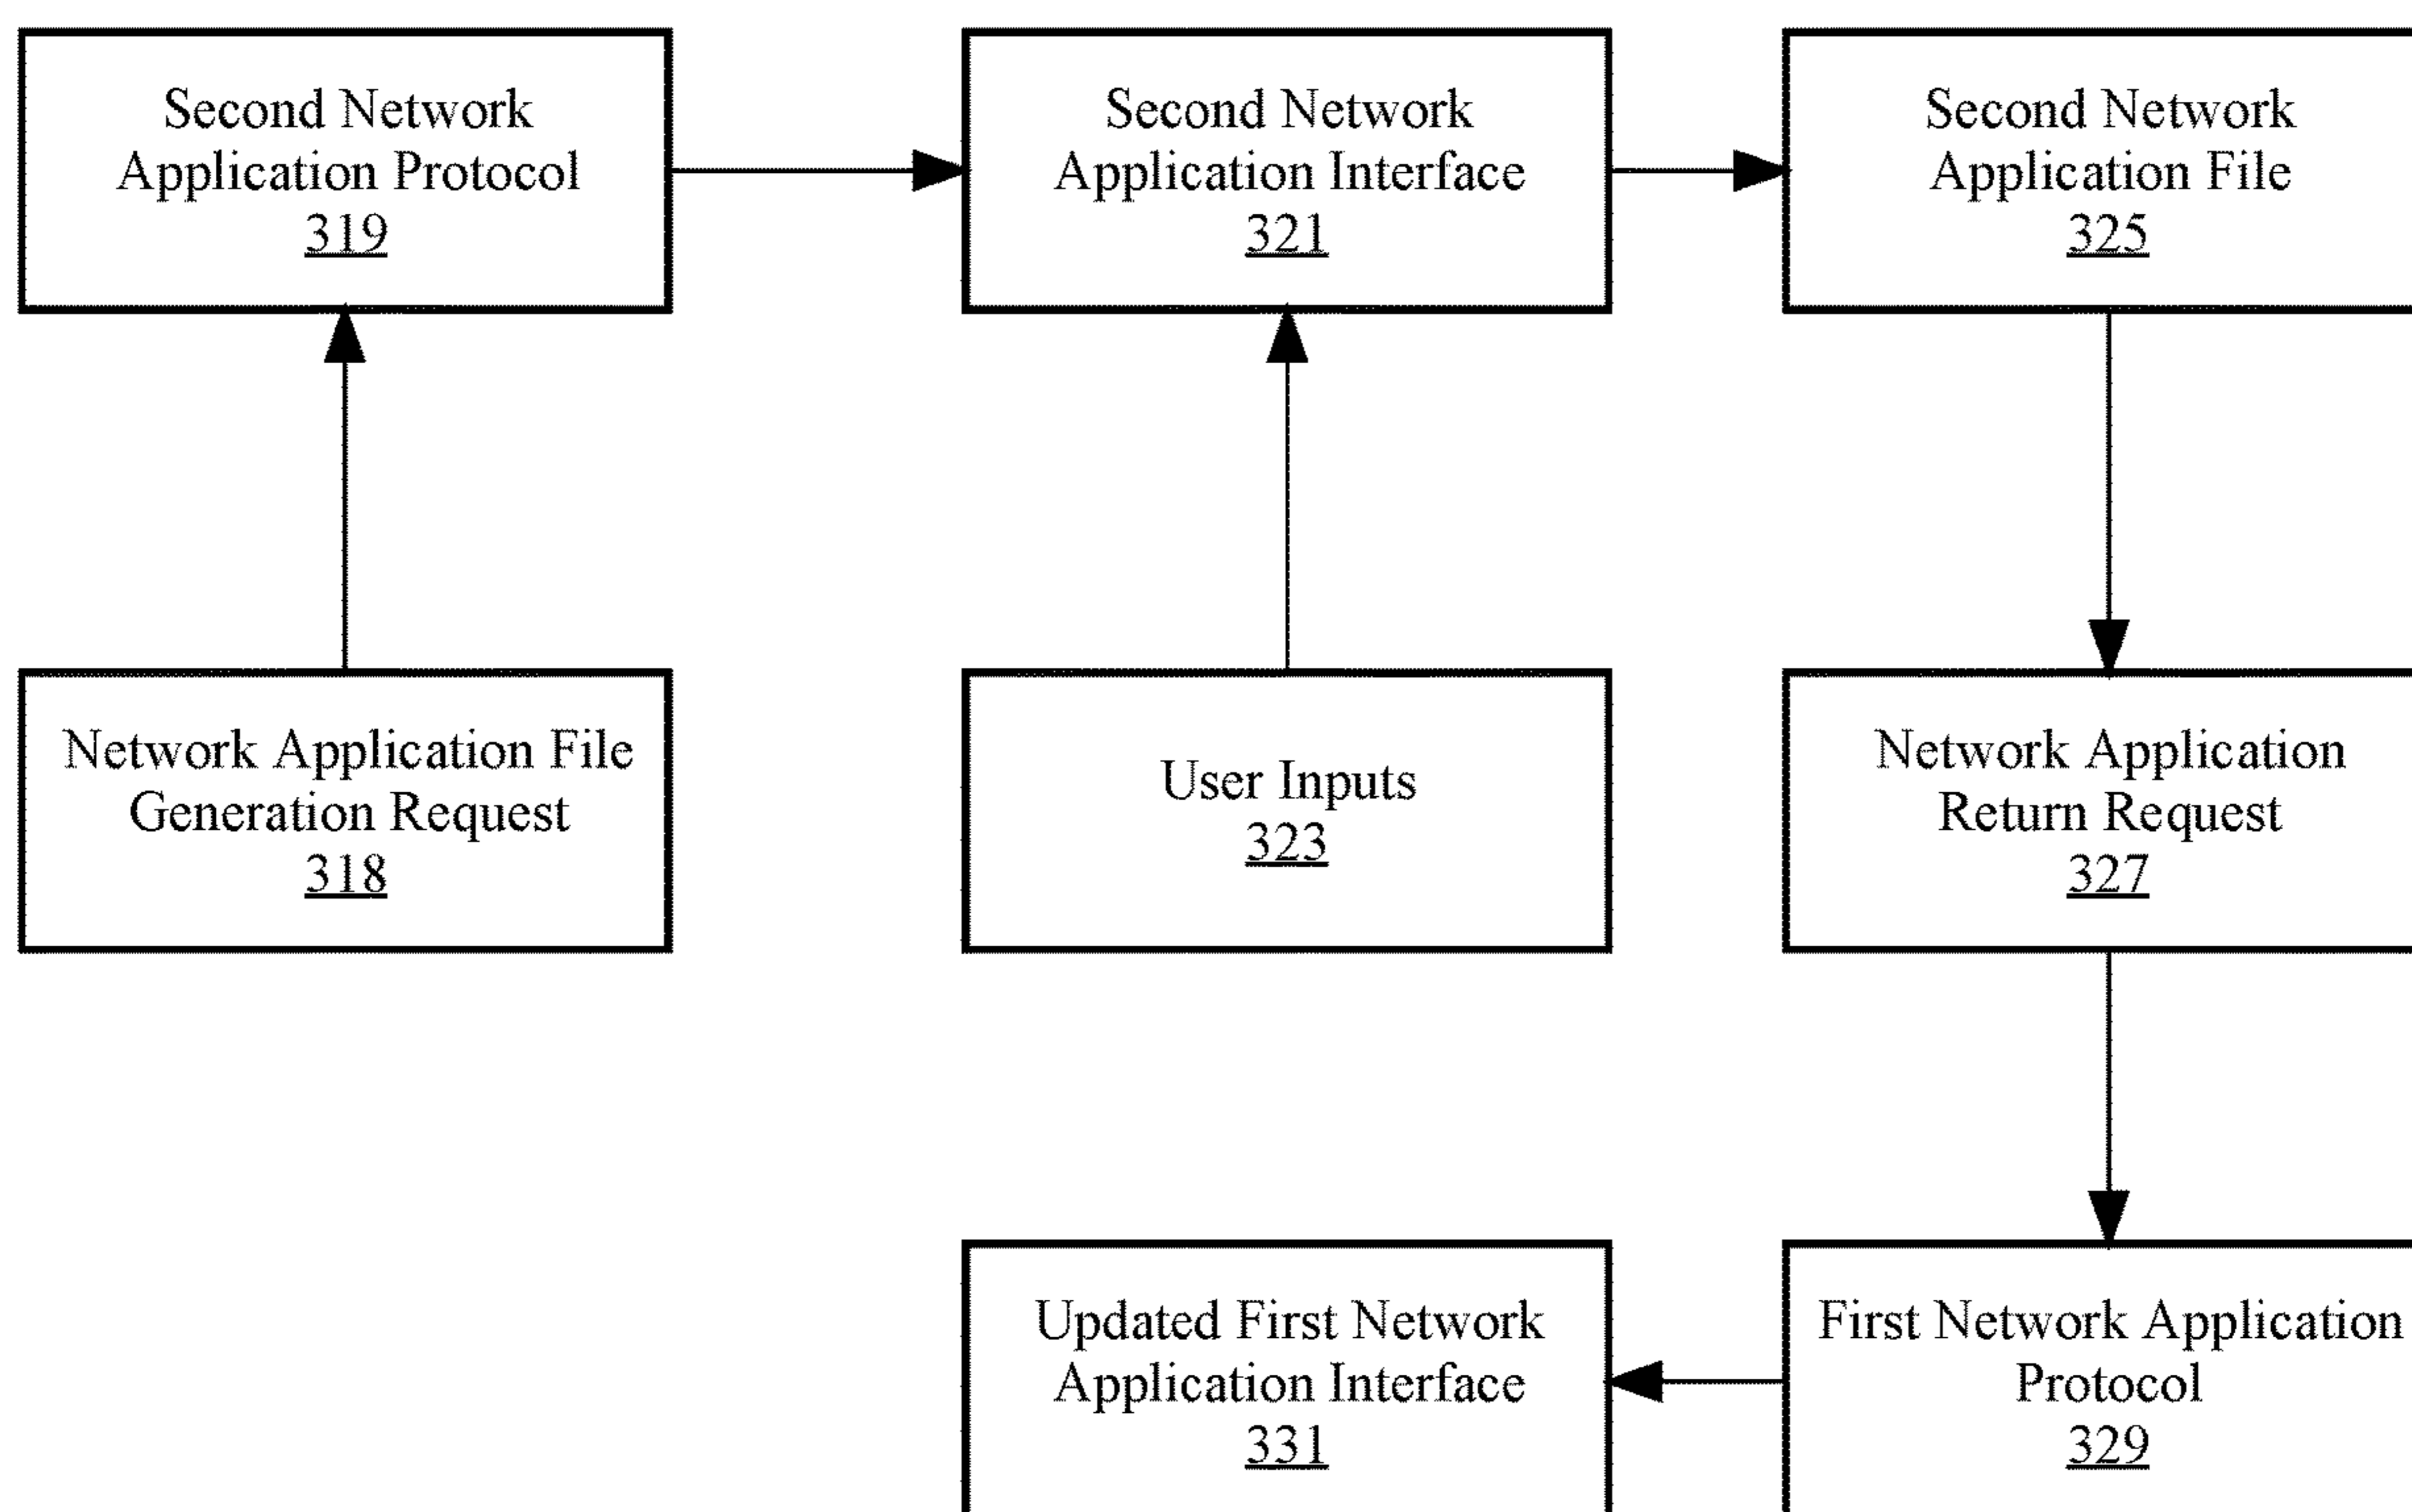 Second Network
Application Protocol
319
Second Network
Application Interface
321
Second Network
Application File
325
Network Application File
Generation Request
318
User Inputs
323
Network Application
Return Request
327
Updated First Network
Application Interface
331
First Network Application
Protocol
329